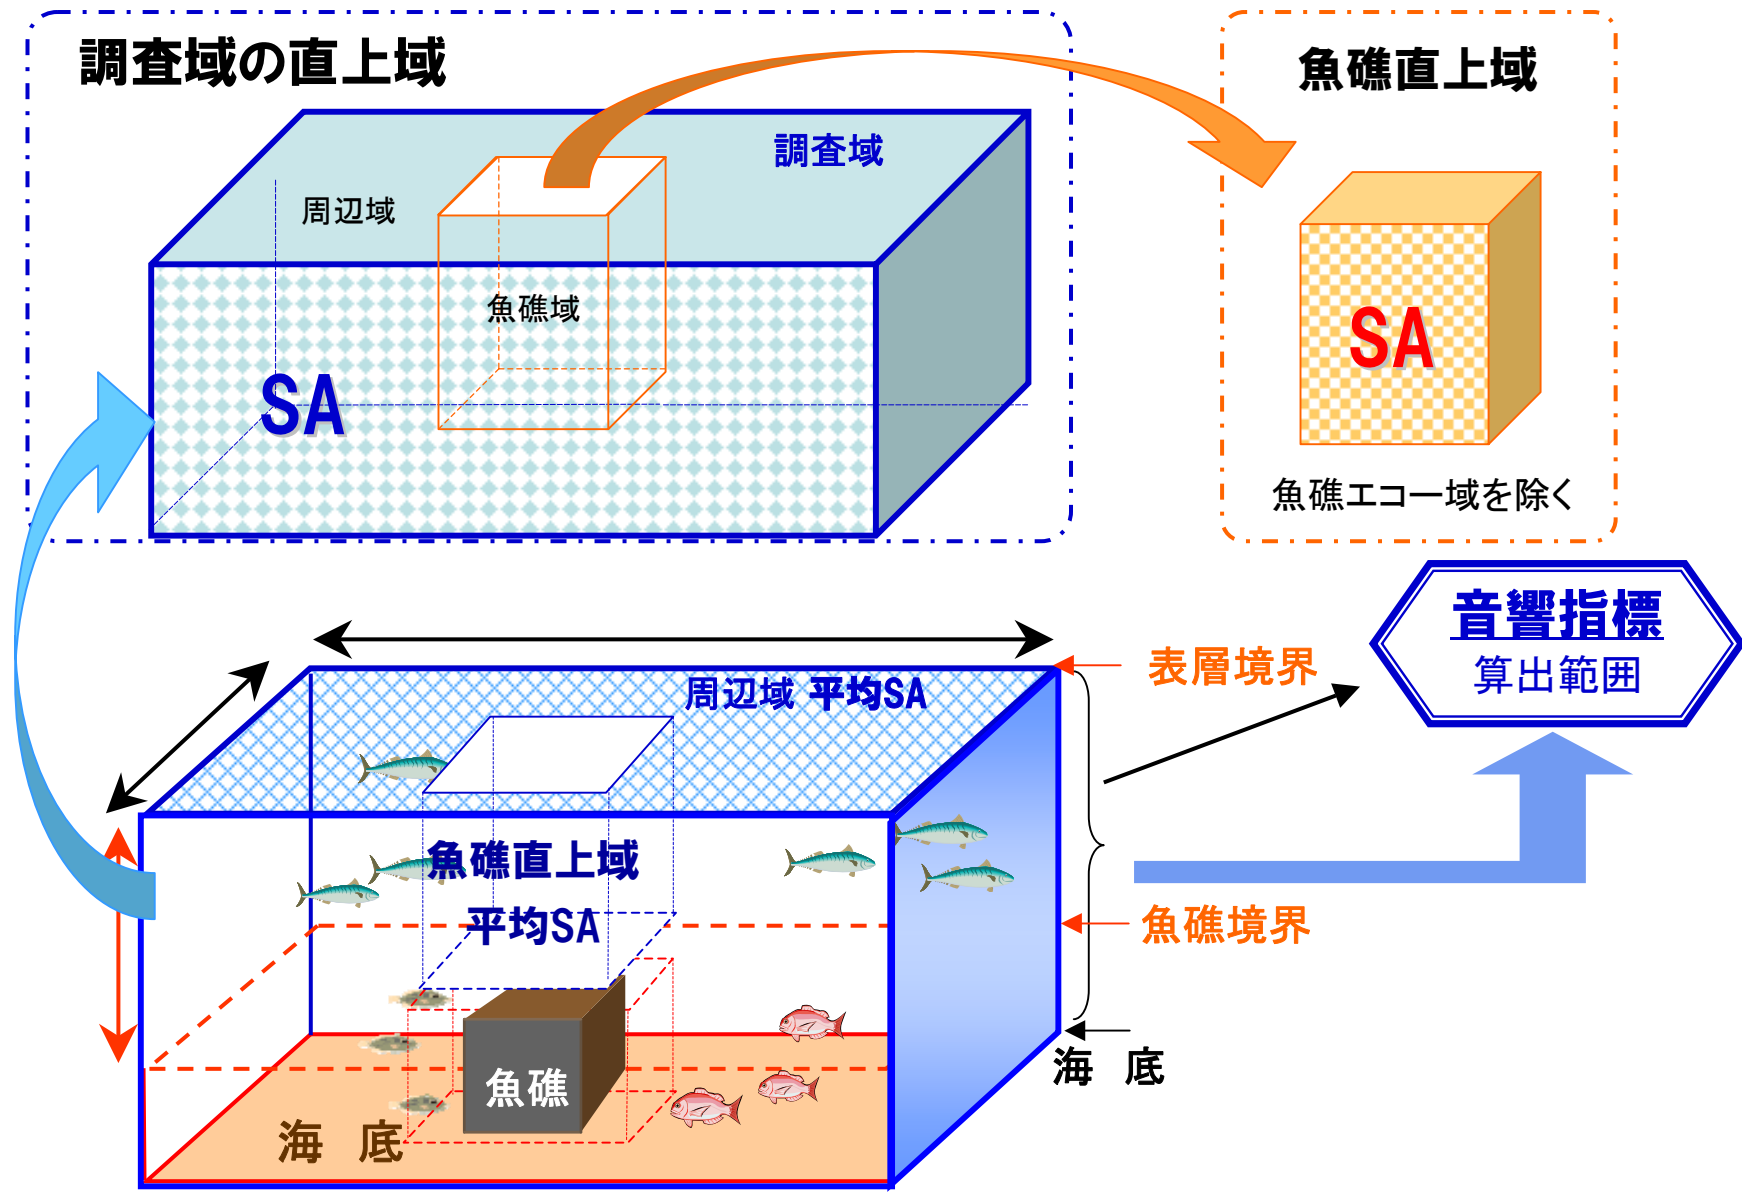 調査域の直上域
魚礁直上域
調査域
周辺域
魚礁域
SA
SA
魚礁エコー域を除く
音響指標
算出範囲
表層境界
周辺域 平均SA
魚礁直上域
平均SA
魚礁境界
海 底
魚礁
海 底